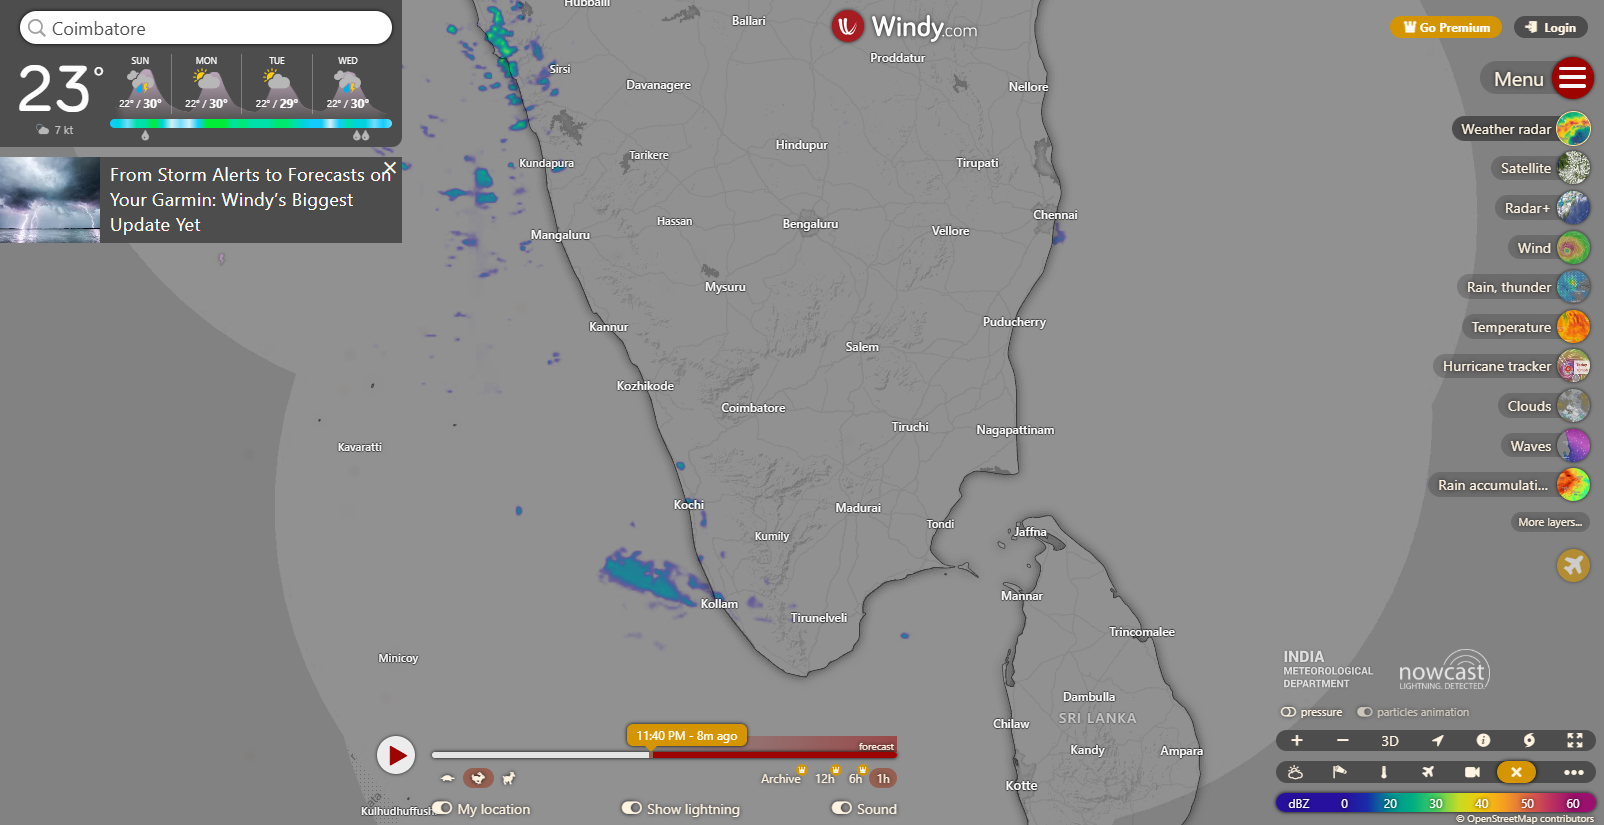 Coimbatore
23°
7 kt
SUN
22° / 30°
MON
22° / 30°
TUE
22° / 29°
WED
22° / 30°
From Storm Alerts to Forecasts on
Your Garmin: Windy's Biggest
Update Yet
Windy.com
Go Premium
Login
Menu
Weather radar
Satellite
Radar+
Wind
Rain, thunder
Temperature
Hurricane tracker
Clouds
Waves
Rain accumulati...
More layers...
Hubballi
Ballari
Proddatur
Sirsi
Davanagere
Nellore
Hindupur
Kundapura
Tarikere
Tirupati
Hassan
Bengaluru
Chennai
Mangaluru
Vellore
Mysuru
Kannur
Puducherry
Salem
Kozhikode
Coimbatore
Tiruchi
Nagapattinam
Kavaratti
Kochi
Madurai
Tondi
Kumily
Jaffna
Mannar
Kollam
Tirunelveli
Trincomalee
Minicoy
Dambulla
SRI LANKA
Chilaw
Kandy
Ampara
Kotte
Kulhudhuffush
11:40 PM - 8m ago
forecast
Archive
12h
6h
1h
My location
Show lightning
Sound
INDIA
METEOROLOGICAL
DEPARTMENT
nowcast
LIGHTNING. DETECTED.
pressure
particles animation
+
−
3D
dBZ
0
20
30
40
50
60
© OpenStreetMap contributors